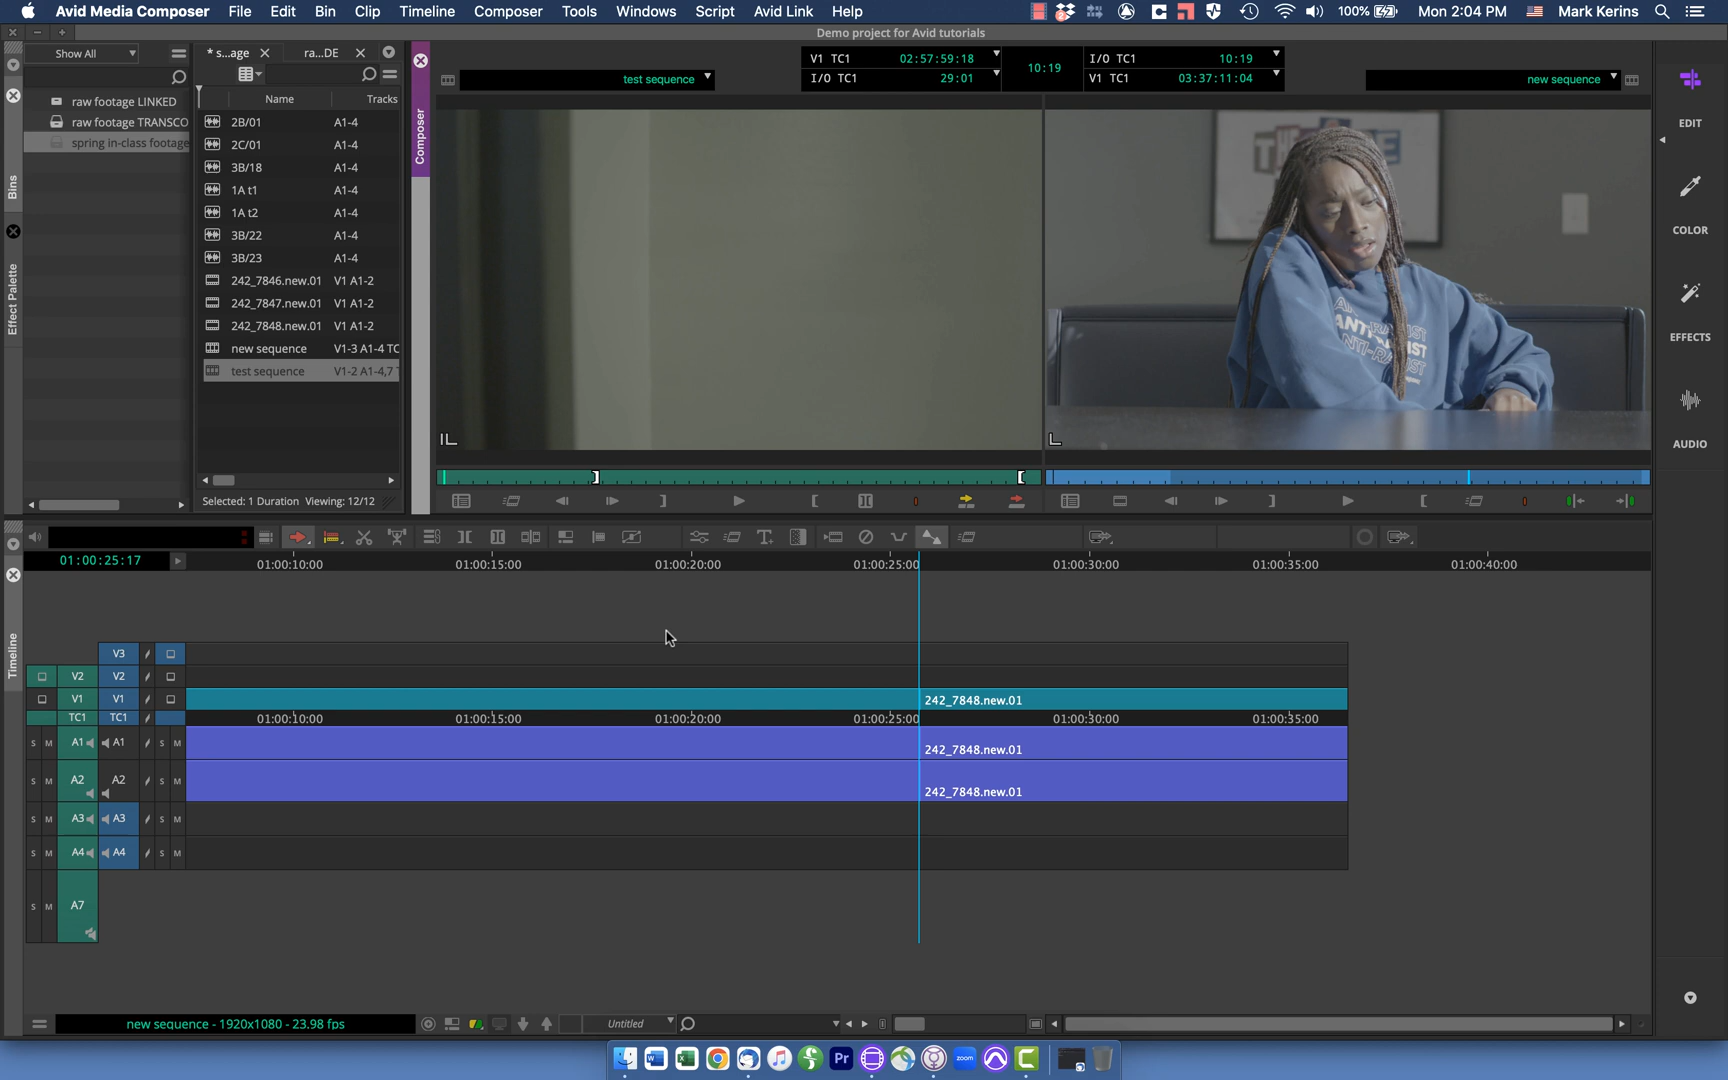 Avid Media Composer File Edit Bin Clip Timeline Composer Tools Windows Script Avid Link Help 100% Mon 2:04 PM Mark Kerins
Demo project for Avid tutorials
Show All
* s...age
ra...DE
V1 TC1 02:57:59:18
I/O TC1 29:01
10:19
I/O TC1 10:19
V1 TC1 03:37:11:04
test sequence
new sequence
Bins
Effect Palette
raw footage LINKED
raw footage TRANSCO
spring in-class footage
Name Tracks
2B/01 A1-4
2C/01 A1-4
3B/18 A1-4
1A t1 A1-4
1A t2 A1-4
3B/22 A1-4
3B/23 A1-4
242_7846.new.01 V1 A1-2
242_7847.new.01 V1 A1-2
242_7848.new.01 V1 A1-2
new sequence V1-3 A1-4 TC
test sequence V1-2 A1-4,7 T
Selected: 1 Duration Viewing: 12/12
Composer
EDIT
COLOR
EFFECTS
AUDIO
Timeline
01:00:25:17
01:00:10:00 01:00:15:00 01:00:20:00 01:00:25:00 01:00:30:00 01:00:35:00 01:00:40:00
V3
V2 V2
V1 V1 242_7848.new.01
TC1 TC1 01:00:10:00 01:00:15:00 01:00:20:00 01:00:25:00 01:00:30:00 01:00:35:00
S M A1 A1 S M 242_7848.new.01
S M A2 A2 S M 242_7848.new.01
S M A3 A3 S M
S M A4 A4 S M
S M A7
new sequence - 1920x1080 - 23.98 fps
Untitled
W X Pr zoom C